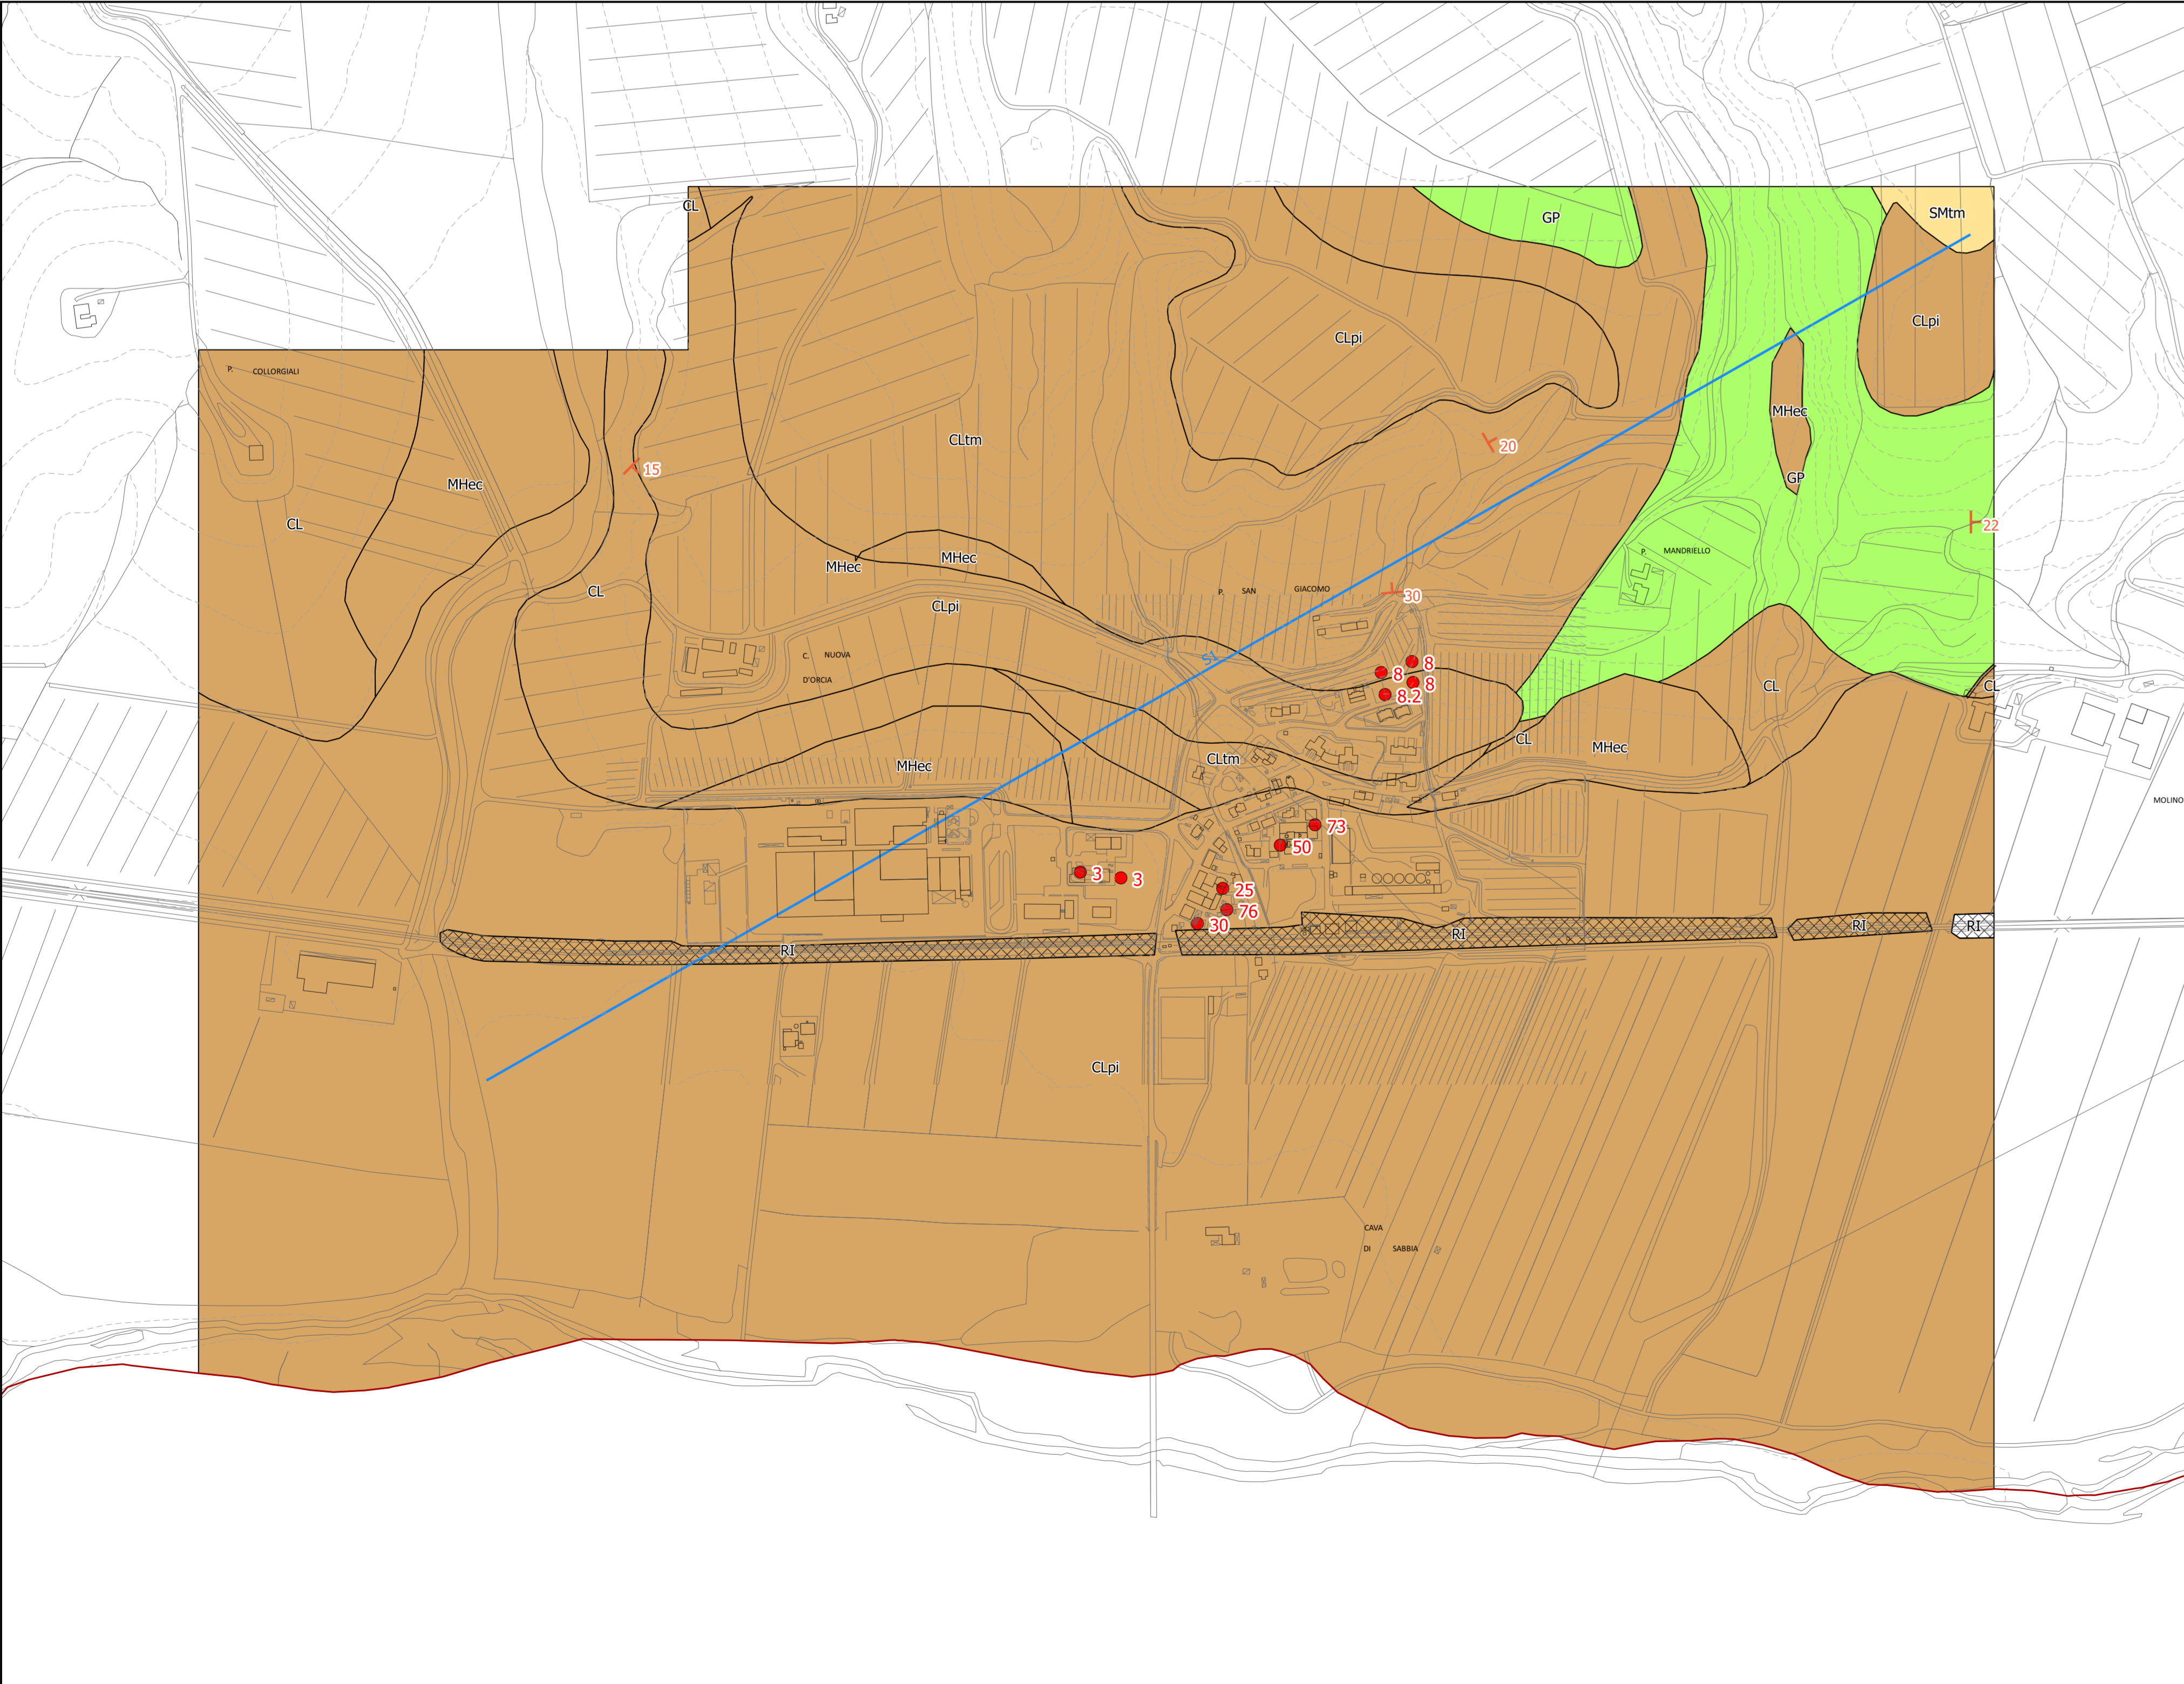 CL
GP
SMtm
CLpi
CLpi
P. COLLORGIALI
MHec
CLtm
20
15
MHec
GP
MHec
CL
22
P. MANDRIELLO
MHec
MHec
CL
P. SAN GIACOMO
30
CLpi
C. NUOVA
D'ORCIA
S1
8
8
8
8.2
CL
CL
CL
MHec
CLtm
MHec
MOLINO
73
50
3
3
25
76
30
RI
RI
RI
RI
RI
CLpi
CAVA
DI SABBIA